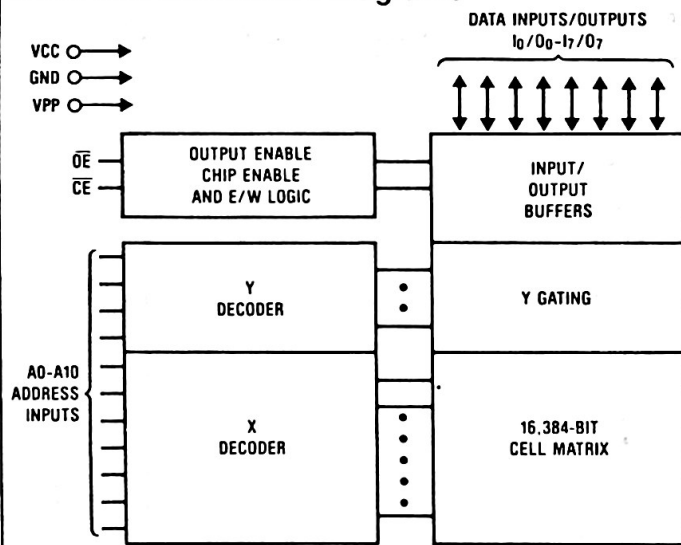 DATA INPUTS/OUTPUTS
I0/O0-I7/O7
VCC
GND
VPP
OE
CE
OUTPUT ENABLE
CHIP ENABLE
AND E/W LOGIC
INPUT/
OUTPUT
BUFFERS
Y
DECODER
Y GATING
A0-A10
ADDRESS
INPUTS
X
DECODER
16,384-BIT
CELL MATRIX